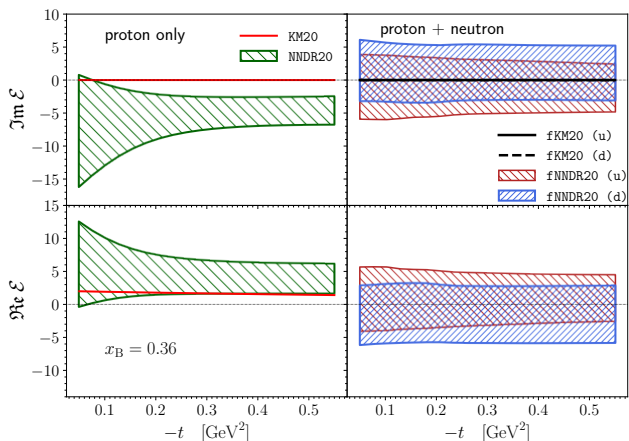 proton only
KM20
NNDR20
proton + neutron
10
5
0
−5
−10
−15
ℑm ℰ
fKM20 (u)
fKM20 (d)
fNNDR20 (u)
fNNDR20 (d)
15
10
5
0
−5
−10
ℜe ℰ
x_B = 0.36
0.1 0.2 0.3 0.4 0.5
0.1 0.2 0.3 0.4 0.5
−t [GeV²]
−t [GeV²]